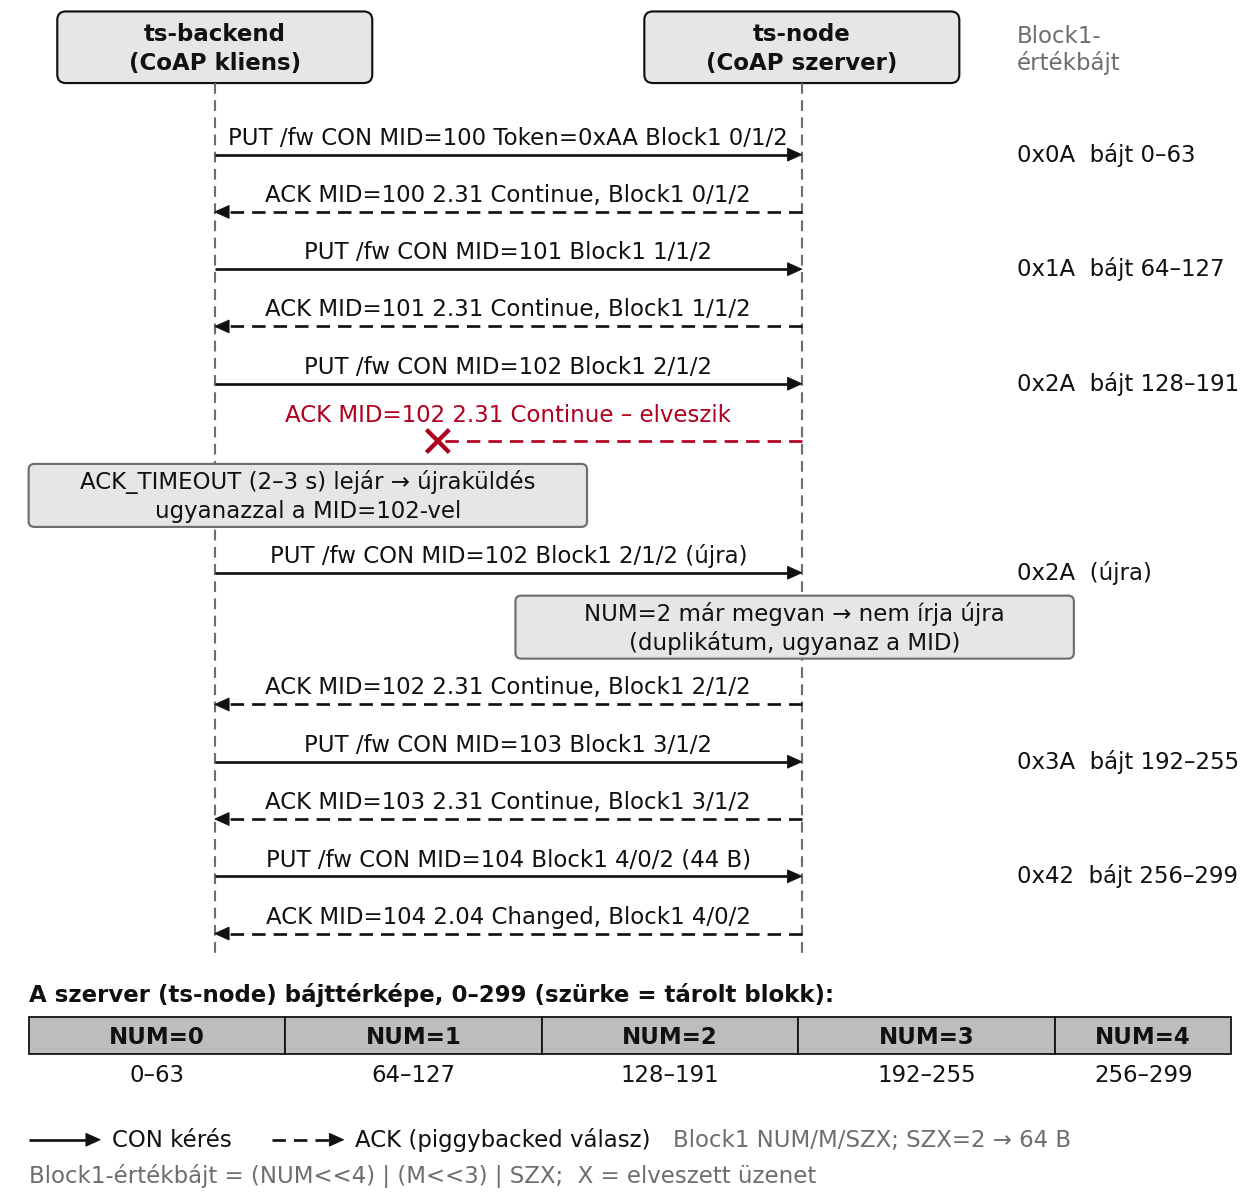 ts-backend
(CoAP kliens)
ts-node
(CoAP szerver)
Block1-
értékbájt
PUT /fw CON MID=100 Token=0xAA Block1 0/1/2
0x0A  bájt 0–63
ACK MID=100 2.31 Continue, Block1 0/1/2
PUT /fw CON MID=101 Block1 1/1/2
0x1A  bájt 64–127
ACK MID=101 2.31 Continue, Block1 1/1/2
PUT /fw CON MID=102 Block1 2/1/2
0x2A  bájt 128–191
ACK MID=102 2.31 Continue – elveszik
ACK_TIMEOUT (2–3 s) lejár → újraküldés
ugyanazzal a MID=102-vel
PUT /fw CON MID=102 Block1 2/1/2 (újra)
0x2A  (újra)
NUM=2 már megvan → nem írja újra
(duplikátum, ugyanaz a MID)
ACK MID=102 2.31 Continue, Block1 2/1/2
PUT /fw CON MID=103 Block1 3/1/2
0x3A  bájt 192–255
ACK MID=103 2.31 Continue, Block1 3/1/2
PUT /fw CON MID=104 Block1 4/0/2 (44 B)
0x42  bájt 256–299
ACK MID=104 2.04 Changed, Block1 4/0/2
A szerver (ts-node) bájttérképe, 0–299 (szürke = tárolt blokk):
NUM=0 NUM=1 NUM=2 NUM=3 NUM=4
0–63 64–127 128–191 192–255 256–299
CON kérés ACK (piggybacked válasz) Block1 NUM/M/SZX; SZX=2 → 64 B
Block1-értékbájt = (NUM<<4) | (M<<3) | SZX;  X = elveszett üzenet